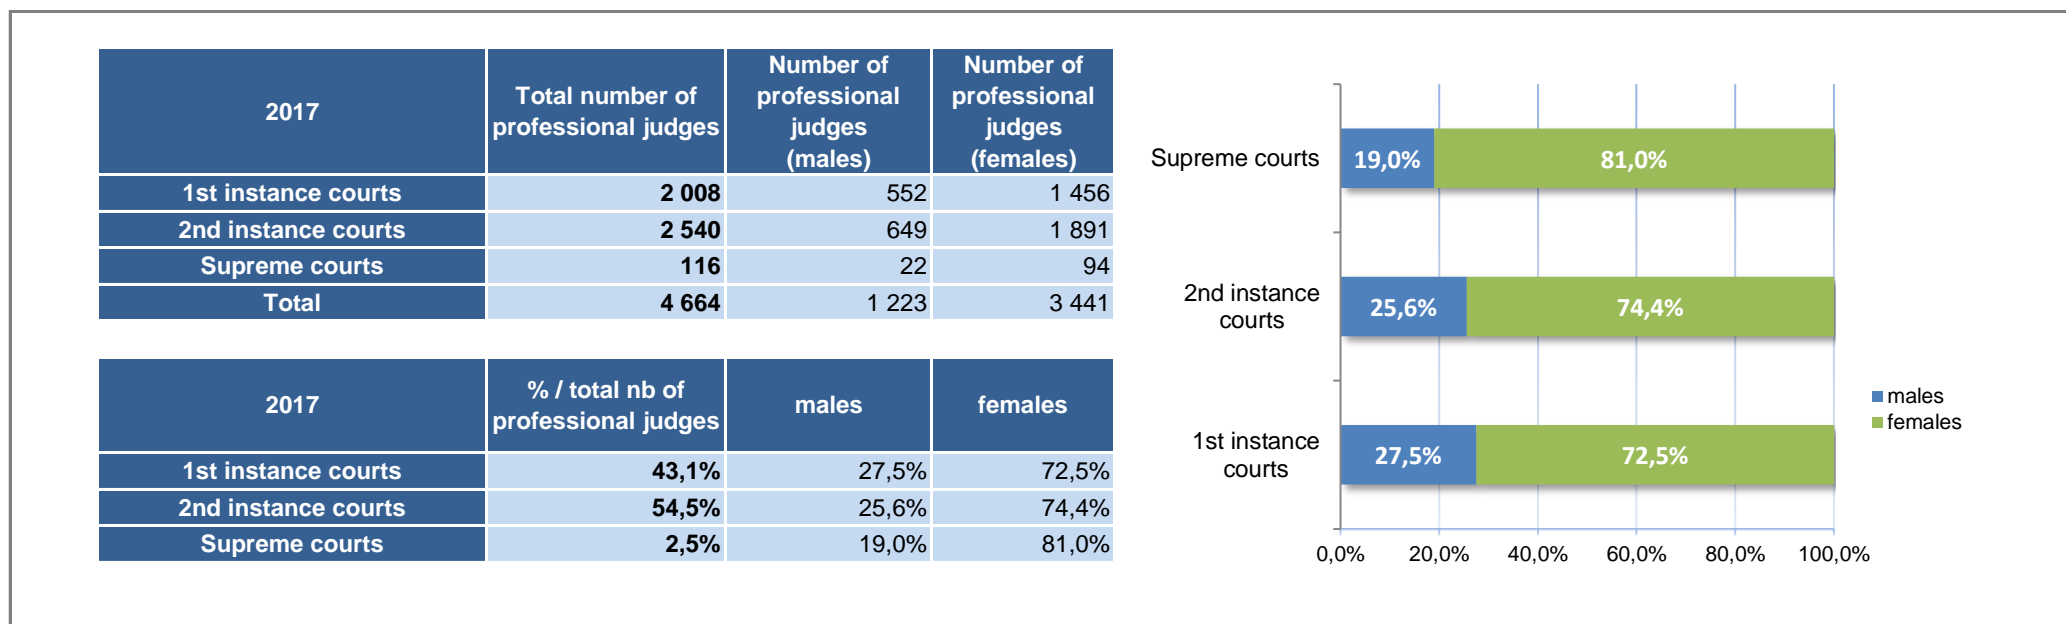 2017
Total number of
professional judges
Number of
professional
judges
(males)
Number of
professional
judges
(females)
1st instance courts 2 008 552 1 456
2nd instance courts 2 540 649 1 891
Supreme courts 116 22 94
Total 4 664 1 223 3 441
2017
% / total nb of
professional judges
males
females
1st instance courts 43,1% 27,5% 72,5%
2nd instance courts 54,5% 25,6% 74,4%
Supreme courts 2,5% 19,0% 81,0%
Supreme courts 19,0% 81,0%
2nd instance
courts
25,6% 74,4%
1st instance
courts
27,5% 72,5%
0,0% 20,0% 40,0% 60,0% 80,0% 100,0%
males
females